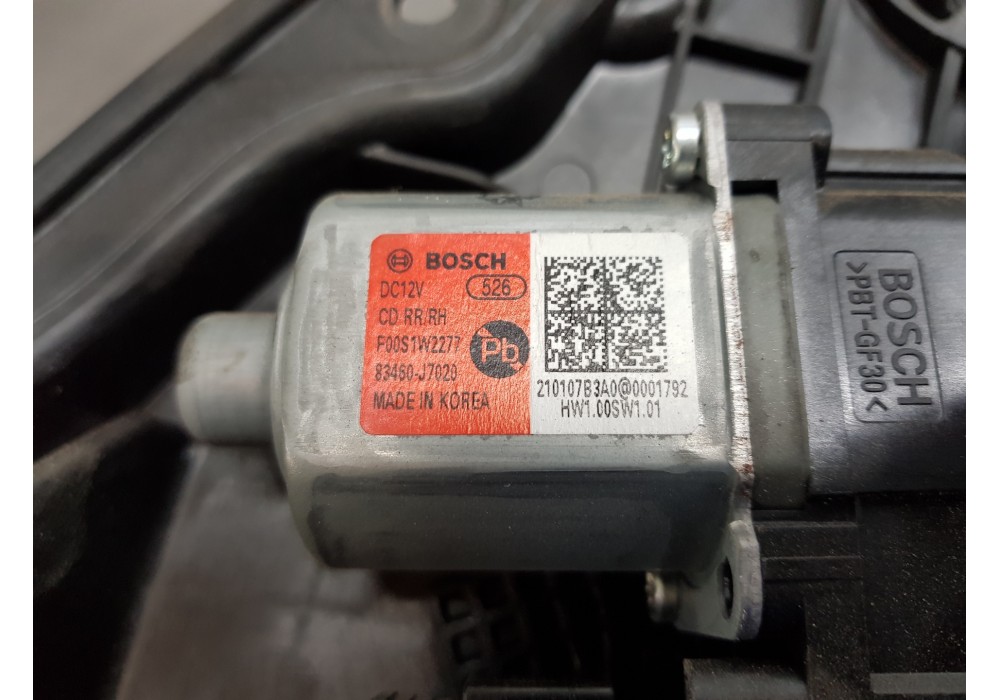 BOSCH
DC12V 526
CD RR.RH
F00S1W2277
Pb
83460-J7020
MADE IN KOREA
210107B3A0@0001792
HW1.00SW1.01
BOSCH
>PBT-GF30<